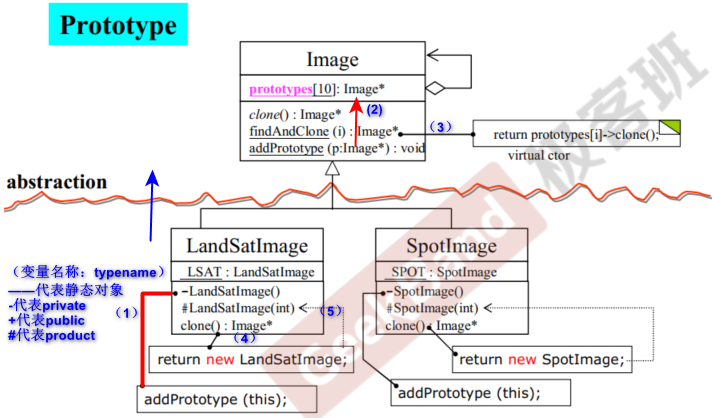 Prototype
Image
prototypes[10]: Image*
(2)
clone() : Image*
findAndClone (i) : Image*
(3)
return prototypes[i]->clone();
addPrototype (p:Image*) : void
virtual ctor
abstraction
LandSatImage
SpotImage
LSAT : LandSatImage
SPOT : SpotImage
(变量名称：typename)
——代表静态对象
-代表private
+代表public
#代表product
(1)
-LandSatImage()
#LandSatImage(int)
(5)
clone() : Image*
(4)
-SpotImage()
#SpotImage(int)
clone() : Image*
return new LandSatImage;
return new SpotImage;
addPrototype (this);
addPrototype (this);
GeekBand 极客班